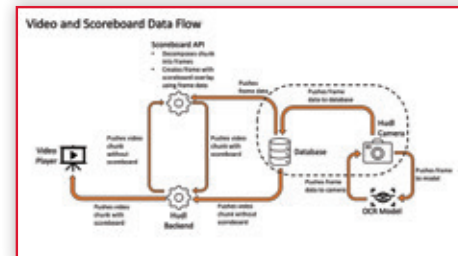 Video and Scoreboard Data Flow
Scoreboard API
• Decomposes chunk
into frames
• Creates frame with
scoreboard overlay
using frame data
Pushes
frame data
Pushes frame
data to database
Hudl
Camera
Video
Player
Pushes video
chunk
without
scoreboard
Pushes video
chunk with
scoreboard
Database
Pushes frame
to model
Pushes frame
data to camera
Pushes video
chunk with
scoreboard
Hudl
Backend
Pushes video
chunk without
scoreboard
OCR Model